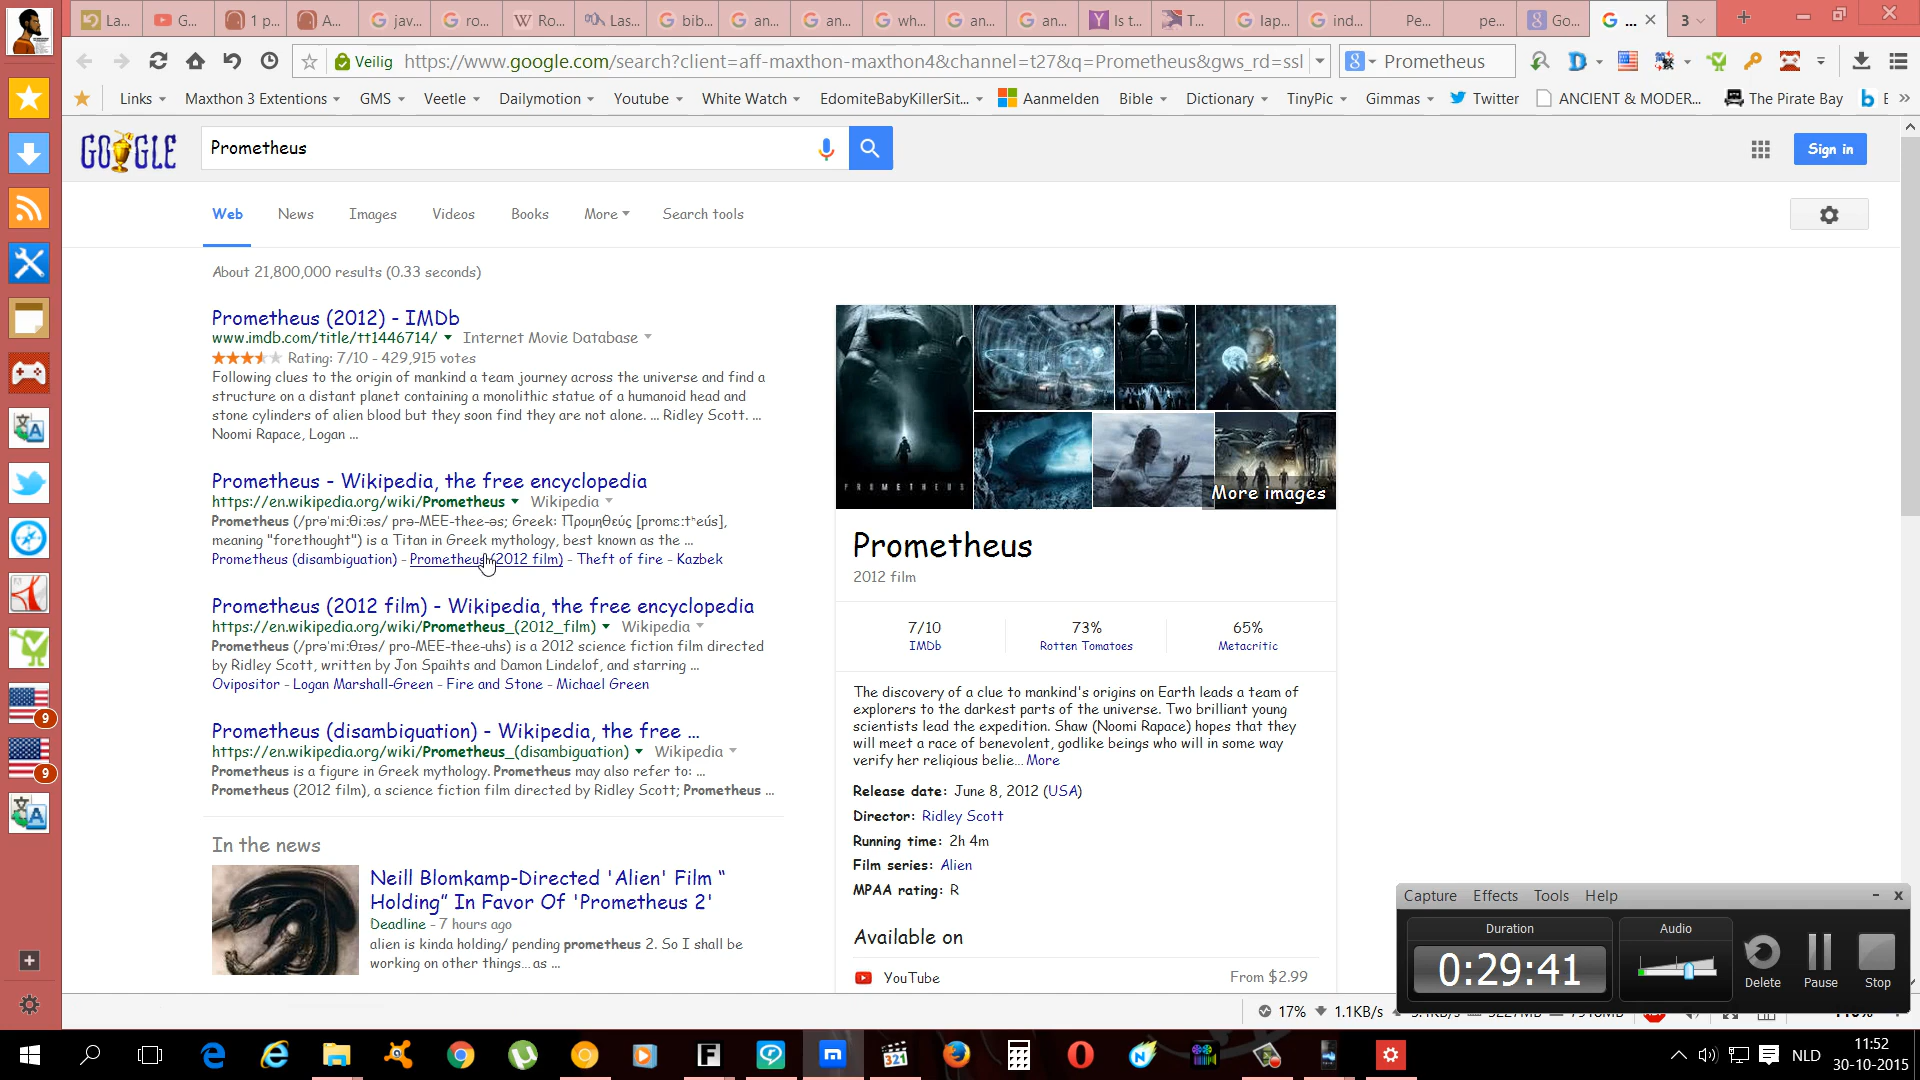 La...
G...
1 p...
A...
jav...
ro...
Ro...
Las...
bib...
an...
an...
wh...
an...
an...
Is t...
T...
lap...
ind...
Pe...
pe...
Go...
...
3
Veilig https://www.google.com/search?client=aff-maxthon-maxthon4&channel=t27&q=Prometheus&gws_rd=ssl
Prometheus
Links
Maxthon 3 Extentions
GMS
Veetle
Dailymotion
Youtube
White Watch
EdomiteBabyKillerSit...
Aanmelden
Bible
Dictionary
TinyPic
Gimmas
Twitter
ANCIENT & MODER...
The Pirate Bay
GOOGLE
Prometheus
Sign in
Web
News
Images
Videos
Books
More
Search tools
About 21,800,000 results (0.33 seconds)
Prometheus (2012) - IMDb
www.imdb.com/title/tt1446714/ Internet Movie Database
Rating: 7/10 - 429,915 votes
Following clues to the origin of mankind a team journey across the universe and find a
structure on a distant planet containing a monolithic statue of a humanoid head and
stone cylinders of alien blood but they soon find they are not alone. ... Ridley Scott. ...
Noomi Rapace, Logan ...
Prometheus - Wikipedia, the free encyclopedia
https://en.wikipedia.org/wiki/Prometheus Wikipedia
Prometheus (/prəˈmiːθiːəs/ prə-MEE-thee-əs; Greek: Προμηθεύς [promɛːtʰeús],
meaning "forethought") is a Titan in Greek mythology, best known as the ...
Prometheus (disambiguation) - Prometheus (2012 film) - Theft of fire - Kazbek
Prometheus (2012 film) - Wikipedia, the free encyclopedia
https://en.wikipedia.org/wiki/Prometheus_(2012_film) Wikipedia
Prometheus (/prəˈmiːθɪəs/ pro-MEE-thee-uhs) is a 2012 science fiction film directed
by Ridley Scott, written by Jon Spaihts and Damon Lindelof, and starring ...
Ovipositor - Logan Marshall-Green - Fire and Stone - Michael Green
Prometheus (disambiguation) - Wikipedia, the free ...
https://en.wikipedia.org/wiki/Prometheus_(disambiguation) Wikipedia
Prometheus is a figure in Greek mythology. Prometheus may also refer to: ...
Prometheus (2012 film), a science fiction film directed by Ridley Scott; Prometheus ...
In the news
Neill Blomkamp-Directed 'Alien' Film “
Holding” In Favor Of 'Prometheus 2'
Deadline - 7 hours ago
alien is kinda holding/ pending prometheus 2. So I shall be
working on other things...as ...
PROMETHEUS
More images
Prometheus
2012 film
7/10
IMDb
73%
Rotten Tomatoes
65%
Metacritic
The discovery of a clue to mankind's origins on Earth leads a team of
explorers to the darkest parts of the universe. Two brilliant young
scientists lead the expedition. Shaw (Noomi Rapace) hopes that they
will meet a race of benevolent, godlike beings who will in some way
verify her religious belie... More
Release date: June 8, 2012 (USA)
Director: Ridley Scott
Running time: 2h 4m
Film series: Alien
MPAA rating: R
Available on
YouTube
From $2.99
9
9
Capture
Effects
Tools
Help
Duration
0:29:41
Audio
Delete
Pause
Stop
17%
1.1KB/s
321
NLD
11:52
30-10-2015